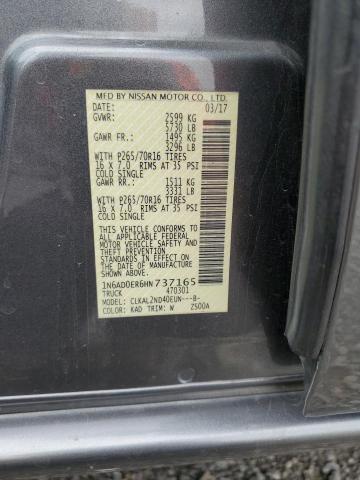 MFD BY NISSAN MOTOR CO., LTD.
DATE: 03/17
GVWR: 2599 KG
5730 LB
GAWR FR: 1495 KG
3296 LB
WITH P265/70R16 TIRES
16 X 7.0 RIMS AT 35 PSI
COLD SINGLE
GAWR RR: 1511 KG
3331 LB
WITH P265/70R16 TIRES
16 X 7.0 RIMS AT 35 PSI
COLD SINGLE
THIS VEHICLE CONFORMS TO
ALL APPLICABLE FEDERAL
MOTOR VEHICLE SAFETY
AND THEFT PREVENTION
STANDARDS IN EFFECT ON
THE DATE OF MANUFACTURE
SHOWN ABOVE.
1N6AD0ER6HN737165
TRUCK 470301
MODEL: CLKAL2ND40EUN---B-
COLOR: KAD TRIM: W ZS00A